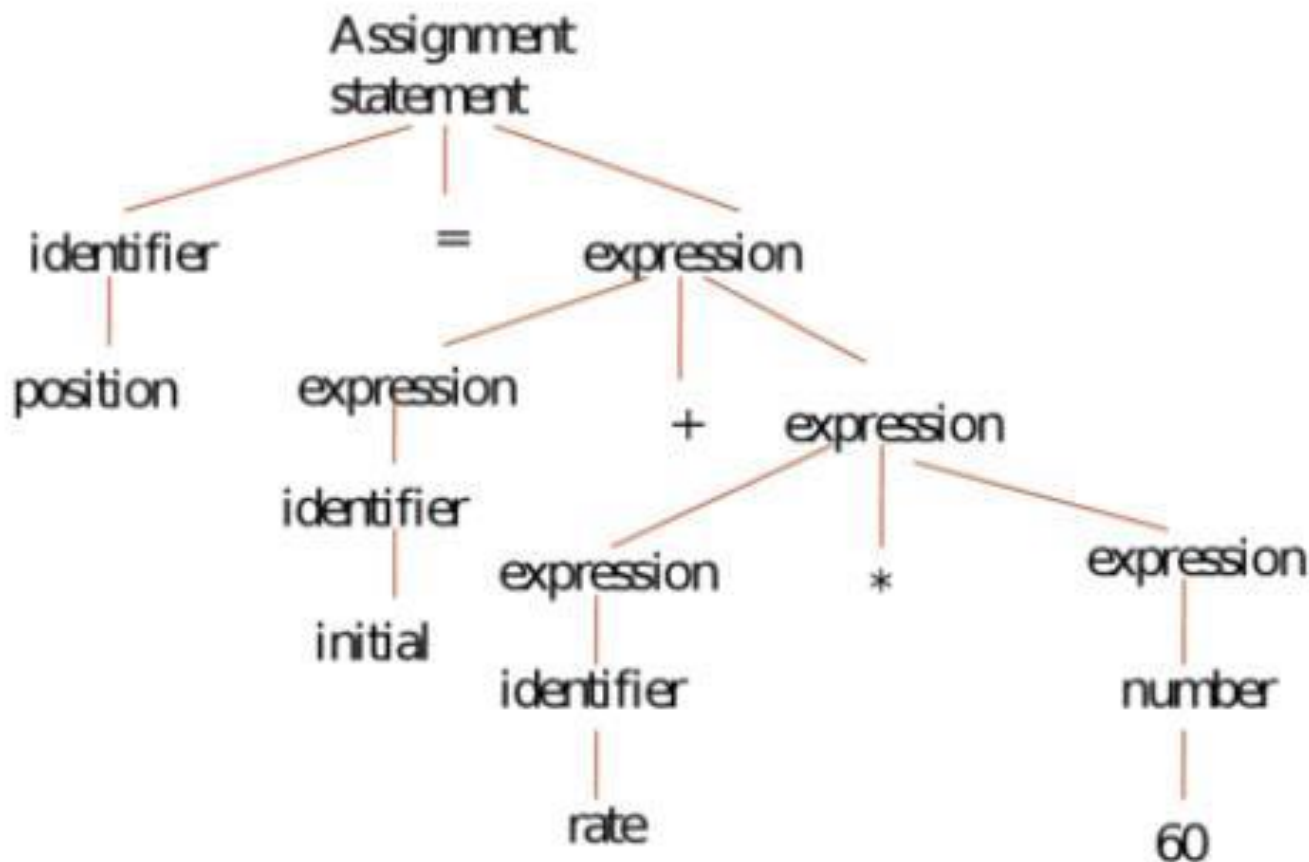 Assignment
statement
identifier = expression
position expression + expression
identifier
expression * expression
initial
identifier number
rate 60